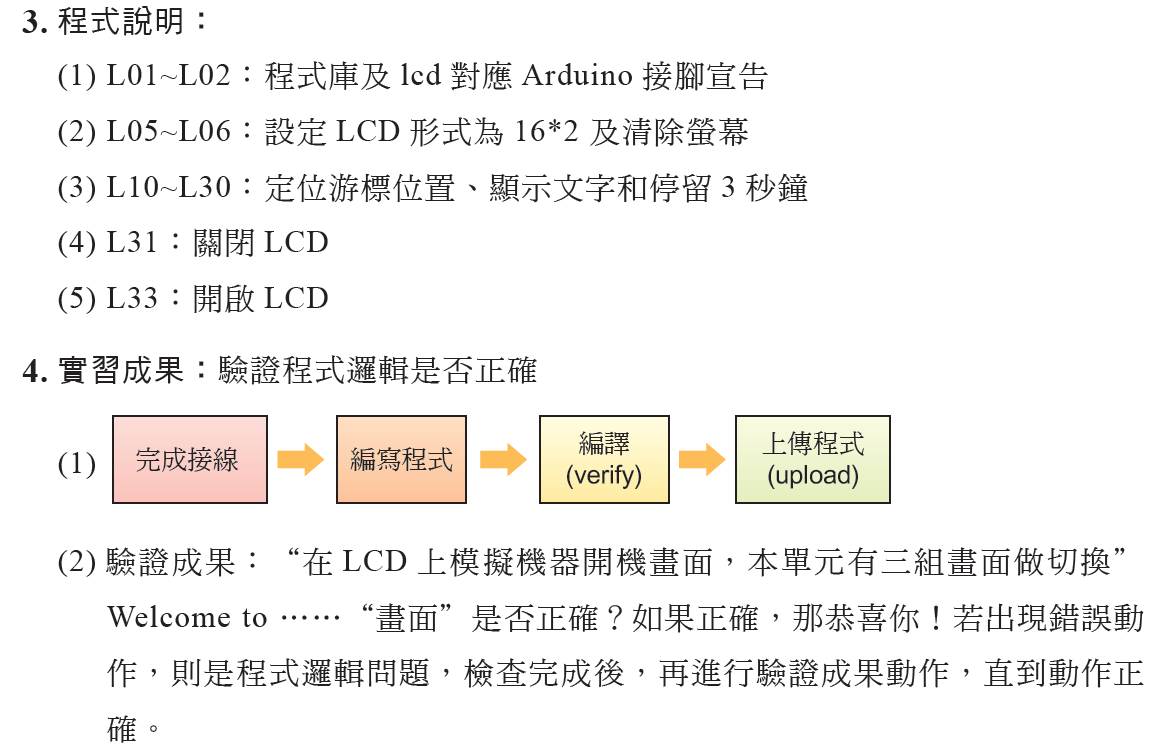 3. 程式說明：
(1) L01~L02：程式庫及 lcd 對應 Arduino 接腳宣告
(2) L05~L06：設定 LCD 形式為 16*2 及清除螢幕
(3) L10~L30：定位游標位置、顯示文字和停留 3 秒鐘
(4) L31：關閉 LCD
(5) L33：開啟 LCD
4. 實習成果：驗證程式邏輯是否正確
(1) 完成接線 編寫程式 編譯 (verify) 上傳程式 (upload)
(2) 驗證成果：“在 LCD 上模擬機器開機畫面，本單元有三組畫面做切換”
Welcome to ……“畫面”是否正確？如果正確，那恭喜你！若出現錯誤動
作，則是程式邏輯問題，檢查完成後，再進行驗證成果動作，直到動作正
確。